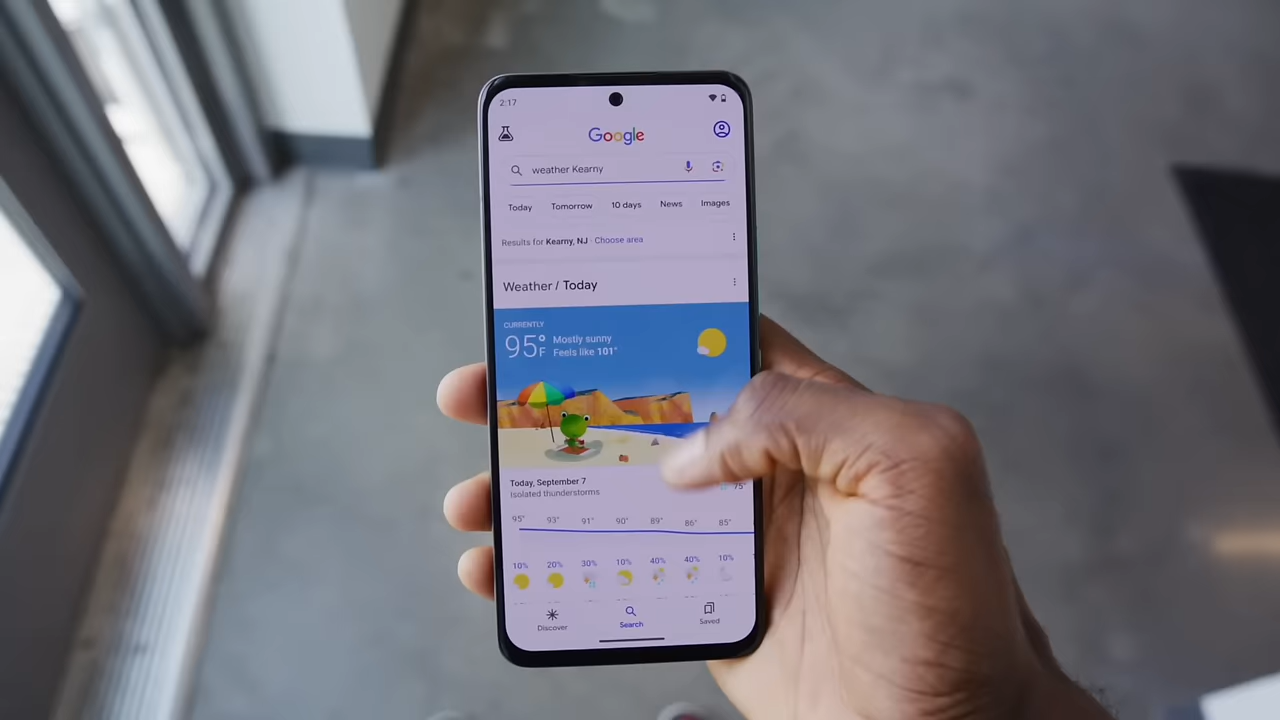 2:17
Google
weather Kearny
Today Tomorrow 10 days News Images
Results for Kearny, NJ · Choose area
Weather / Today
CURRENTLY
95°F Mostly sunny
Feels like 101°
Today, September 7
Isolated thunderstorms
75°
95° 93° 91° 90° 89° 86° 85°
10% 20% 30% 10% 40% 40% 10%
Discover Search Saved